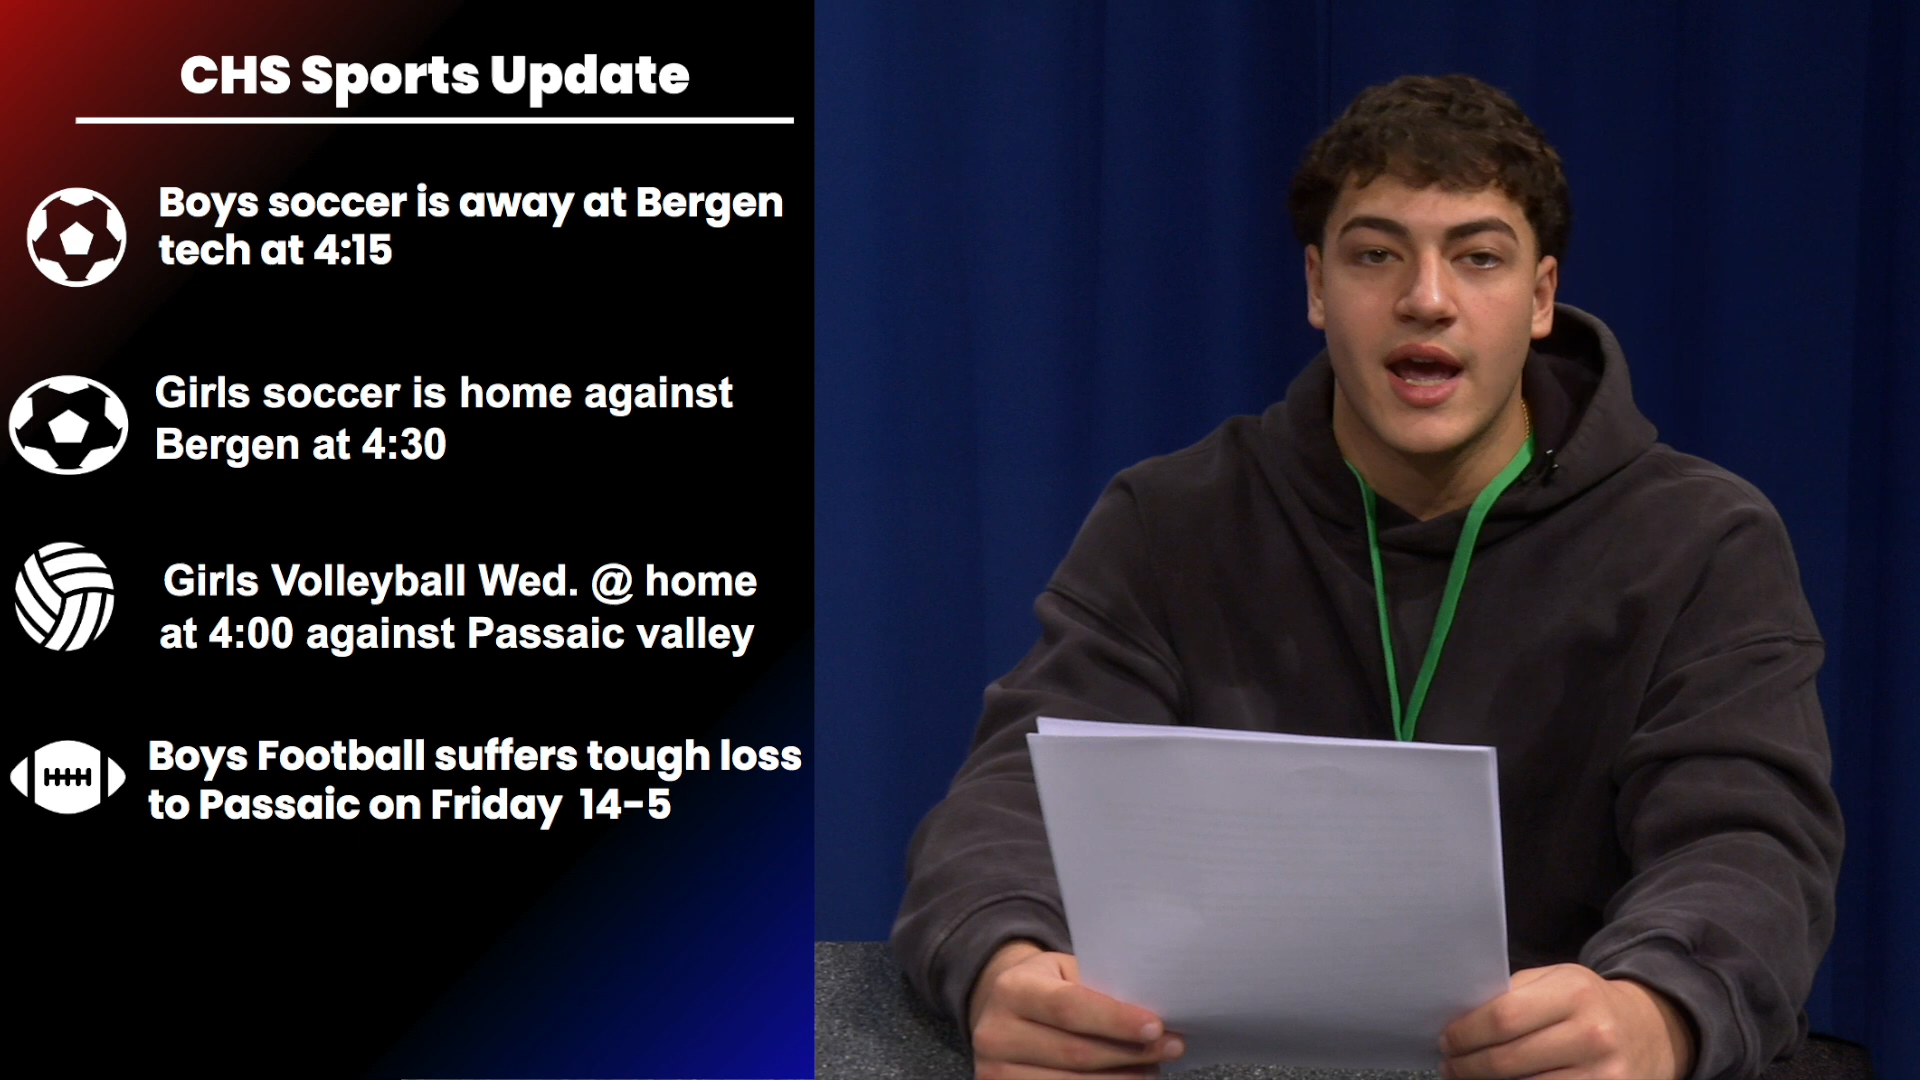 CHS Sports Update
Boys soccer is away at Bergen
tech at 4:15
Girls soccer is home against
Bergen at 4:30
Girls Volleyball Wed. @ home
at 4:00 against Passaic valley
Boys Football suffers tough loss
to Passaic on Friday 14-5